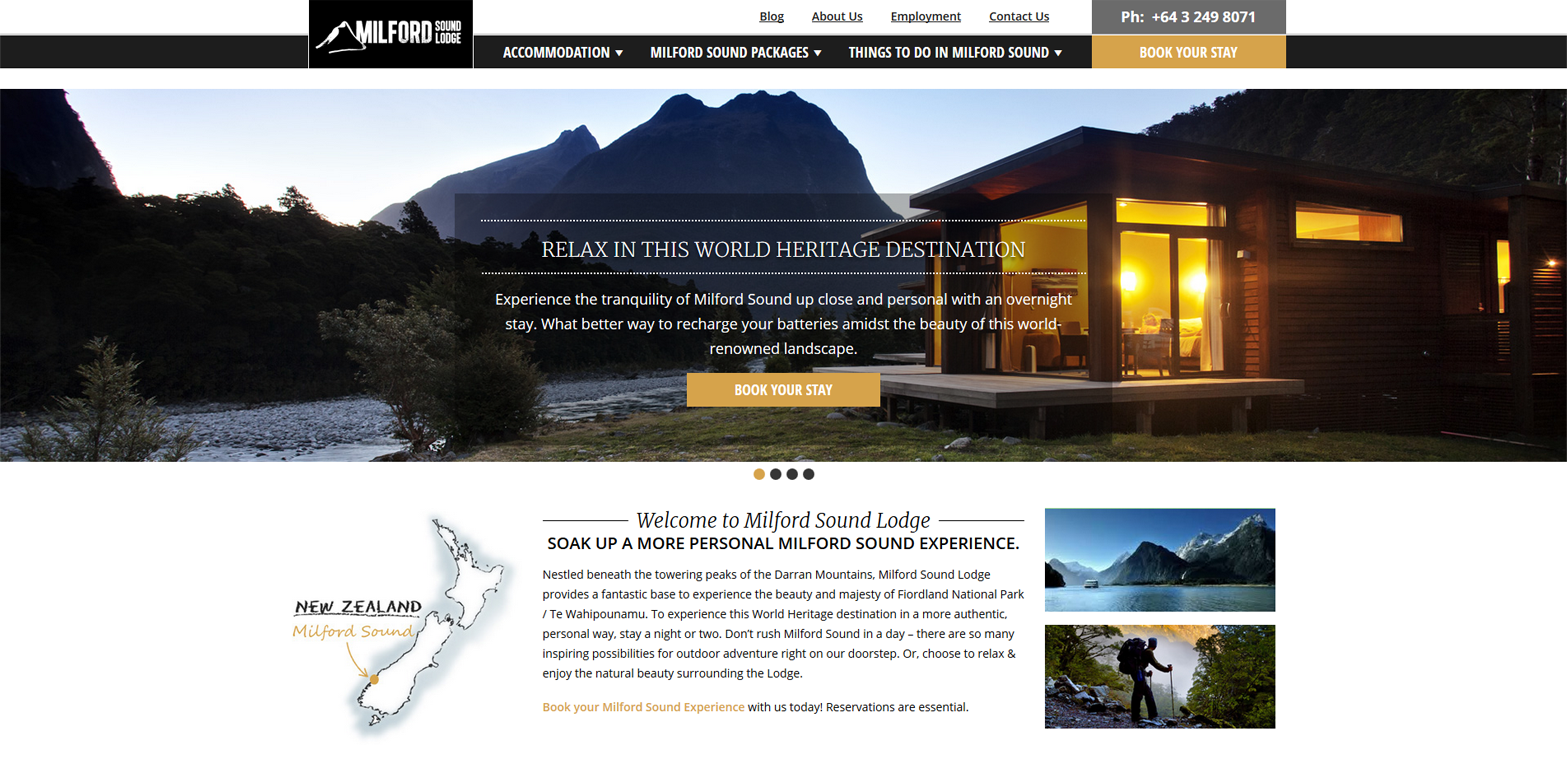 MILFORD SOUND LODGE
Blog About Us Employment Contact Us
Ph: +64 3 249 8071
ACCOMMODATION MILFORD SOUND PACKAGES THINGS TO DO IN MILFORD SOUND
BOOK YOUR STAY
RELAX IN THIS WORLD HERITAGE DESTINATION
Experience the tranquility of Milford Sound up close and personal with an overnight
stay. What better way to recharge your batteries amidst the beauty of this world-
renowned landscape.
BOOK YOUR STAY
NEW ZEALAND
Milford Sound
Welcome to Milford Sound Lodge
SOAK UP A MORE PERSONAL MILFORD SOUND EXPERIENCE.
Nestled beneath the towering peaks of the Darran Mountains, Milford Sound Lodge
provides a fantastic base to experience the beauty and majesty of Fiordland National Park
/ Te Wahipounamu. To experience this World Heritage destination in a more authentic,
personal way, stay a night or two. Don’t rush Milford Sound in a day – there are so many
inspiring possibilities for outdoor adventure right on our doorstep. Or, choose to relax &
enjoy the natural beauty surrounding the Lodge.
Book your Milford Sound Experience with us today! Reservations are essential.